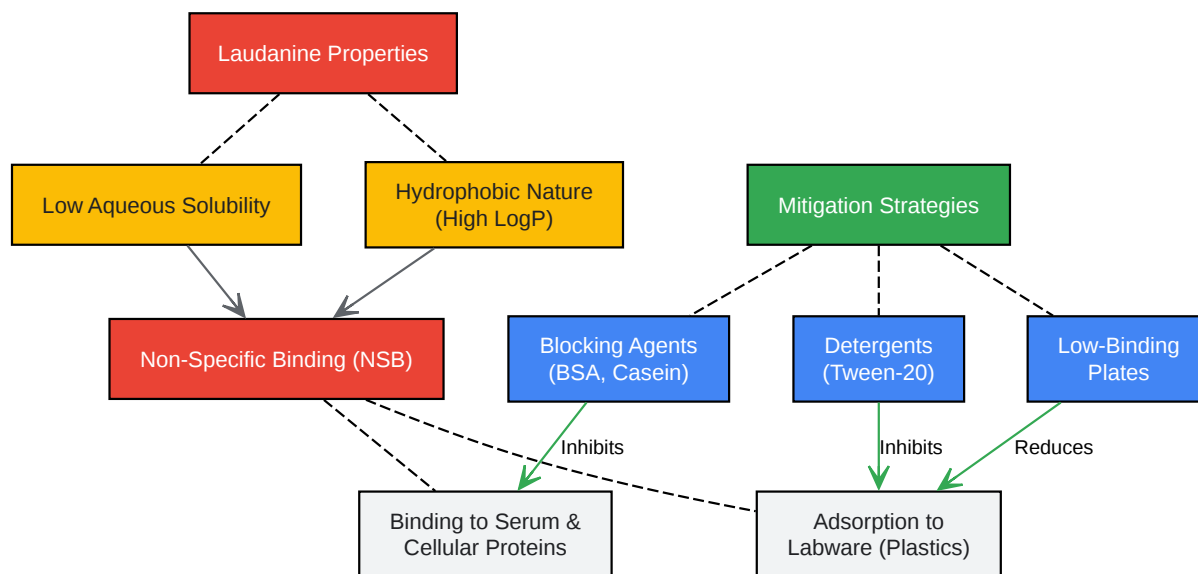 Laudanine Properties
Low Aqueous Solubility
Hydrophobic Nature
(High LogP)
Mitigation Strategies
Non-Specific Binding (NSB)
Blocking Agents
(BSA, Casein)
Detergents
(Tween-20)
Low-Binding
Plates
Inhibits
Inhibits
Reduces
Binding to Serum &
Cellular Proteins
Adsorption to
Labware (Plastics)